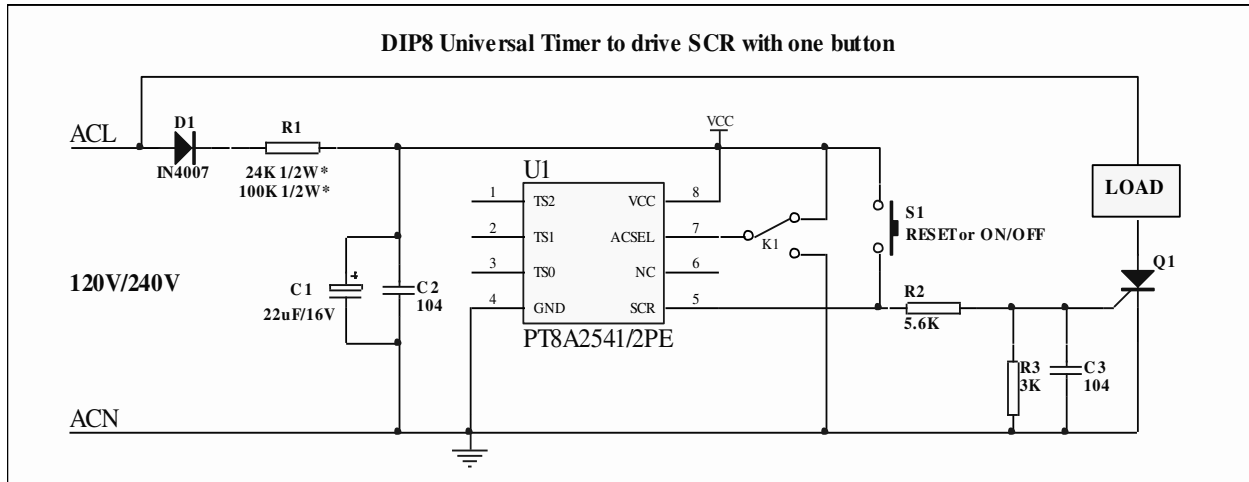 DIP8 Universal Timer to drive SCR with one button
ACL
D1
IN4007
R1
24K 1/2W*
100K 1/2W*
VCC
U1
1 TS2 VCC 8
2 TS1 ACSEL 7
3 TS0 NC 6
4 GND SCR 5
PT8A2541/2PE
K1
S1
RESET or ON/OFF
LOAD
Q1
120V/240V
C1
22uF/16V
+
C2
104
R2
5.6K
R3
3K
C3
104
ACN